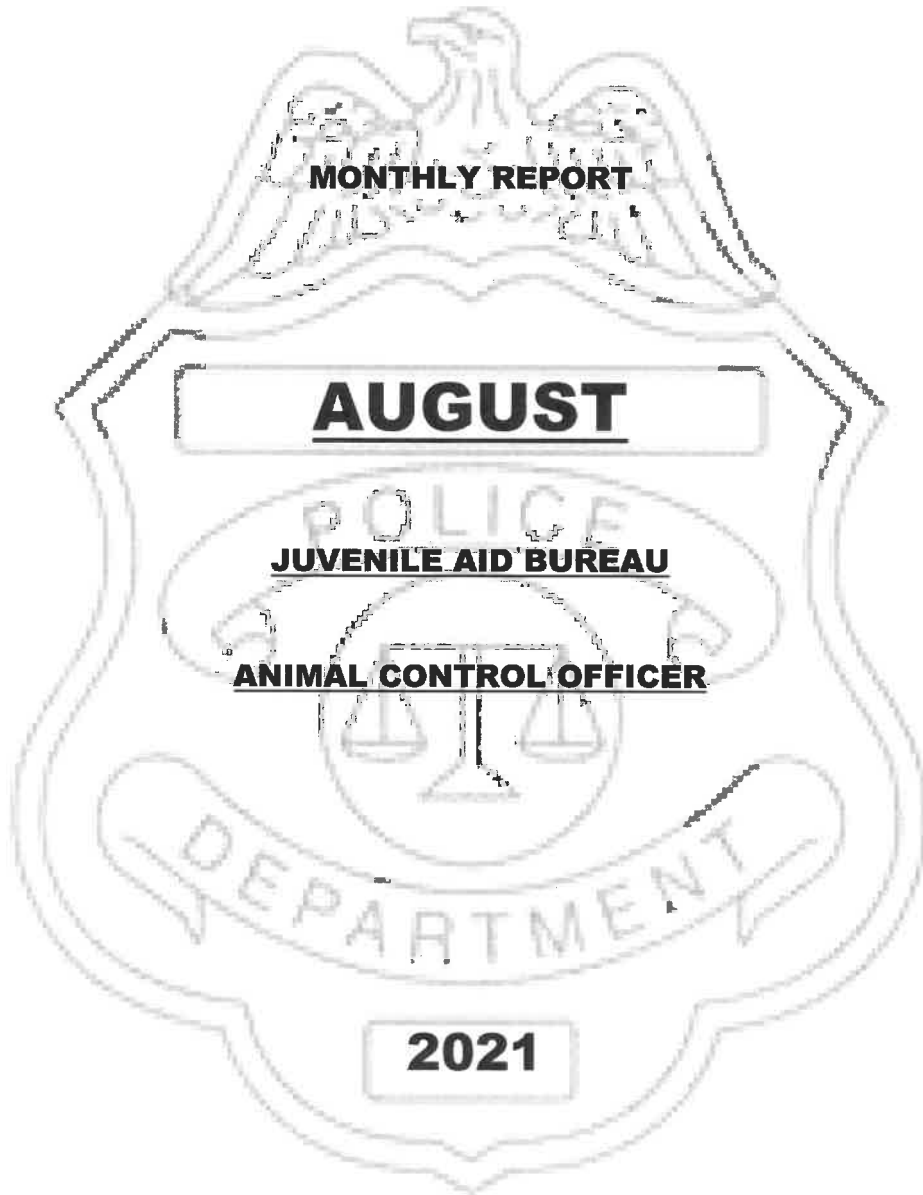 MONTHLY REPORT
AUGUST
POLICE
JUVENILE AID BUREAU
ANIMAL CONTROL OFFICER
DEPARTMENT
2021